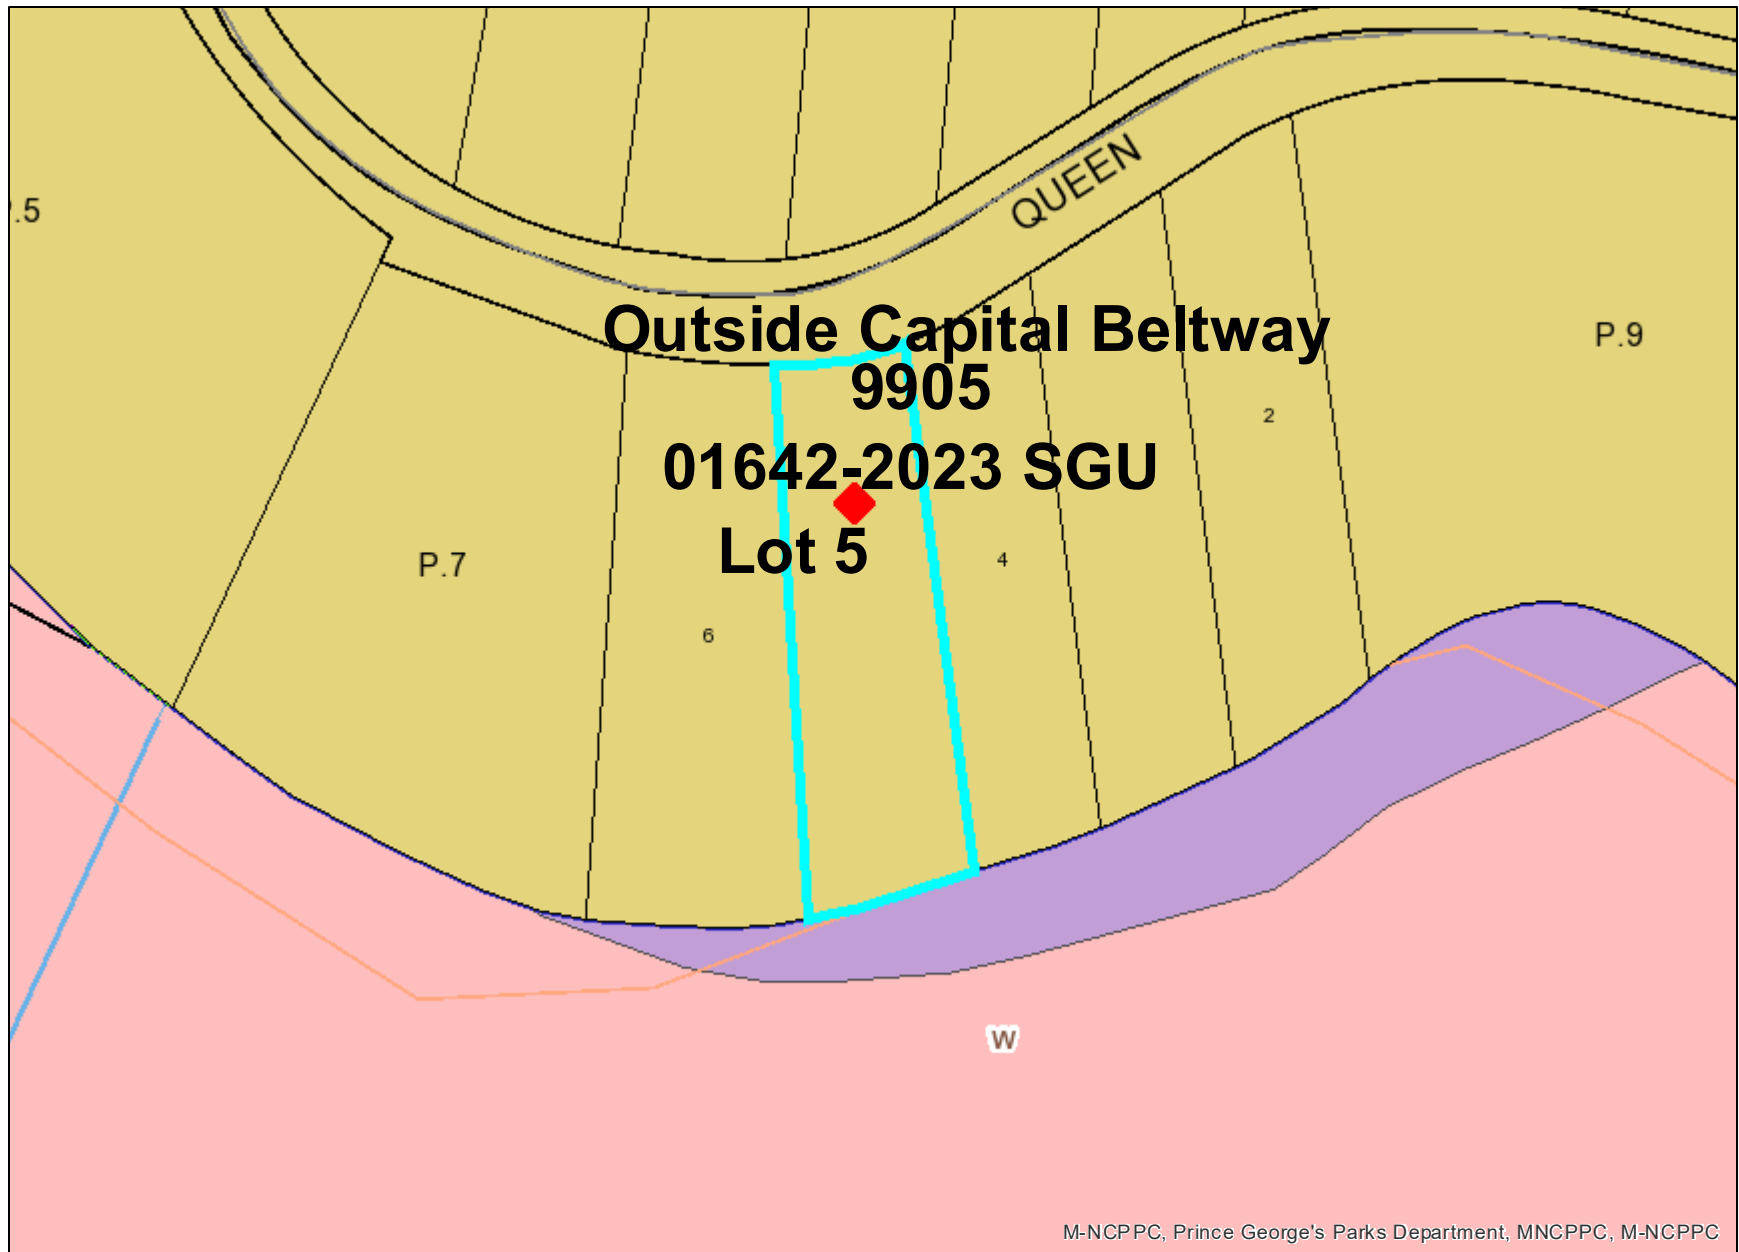 .5
QUEEN
Outside Capital Beltway
P.9
9905
2
01642-2023 SGU
Lot 5
4
P.7
6
W
M-NCPPC, Prince George's Parks Department, MNCPPC, M-NCPPC